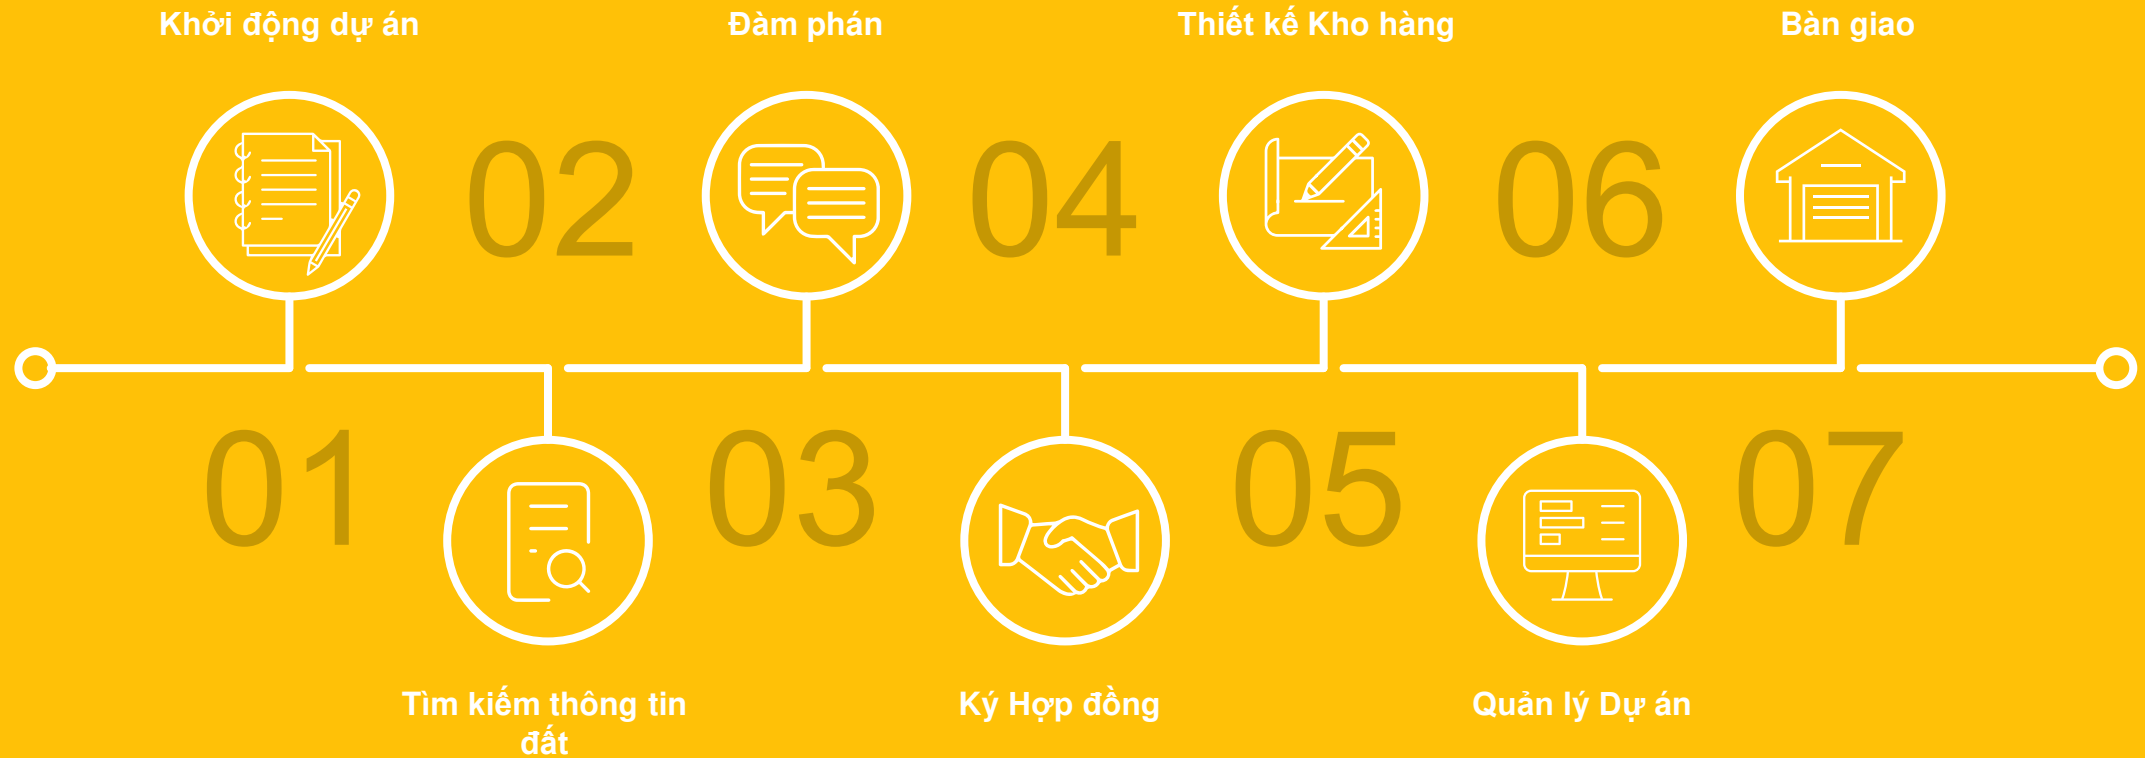 Khởi động dự án
Đàm phán
Thiết kế Kho hàng
Bàn giao
02
04
06
01
03
05
07
Tìm kiếm thông tin
đất
Ký Hợp đồng
Quản lý Dự án